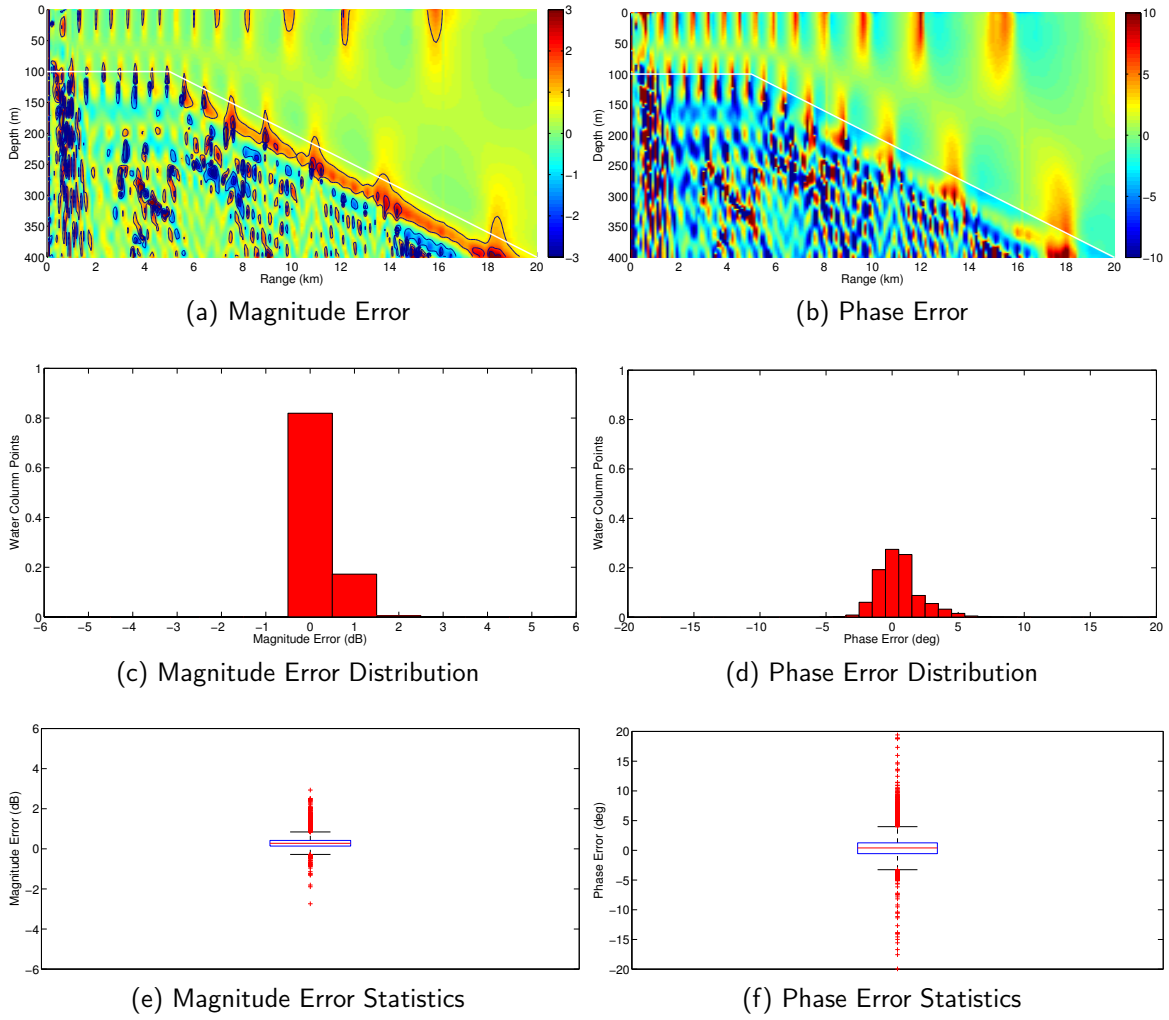 0
50
100
150
200
250
300
350
400
Depth (m)
0 2 4 6 8 10 12 14 16 18 20
Range (km)
3
2
1
0
−1
−2
−3
(a) Magnitude Error
0
50
100
150
200
250
300
350
400
Depth (m)
0 2 4 6 8 10 12 14 16 18 20
Range (km)
10
5
0
−5
−10
(b) Phase Error
1
0.8
0.6
0.4
0.2
0
Water Column Points
−6 −5 −4 −3 −2 −1 0 1 2 3 4 5 6
Magnitude Error (dB)
(c) Magnitude Error Distribution
1
0.8
0.6
0.4
0.2
0
Water Column Points
−20 −15 −10 −5 0 5 10 15 20
Phase Error (deg)
(d) Phase Error Distribution
6
4
2
0
−2
−4
−6
Magnitude Error (dB)
(e) Magnitude Error Statistics
20
15
10
5
0
−5
−10
−15
−20
Phase Error (deg)
(f) Phase Error Statistics